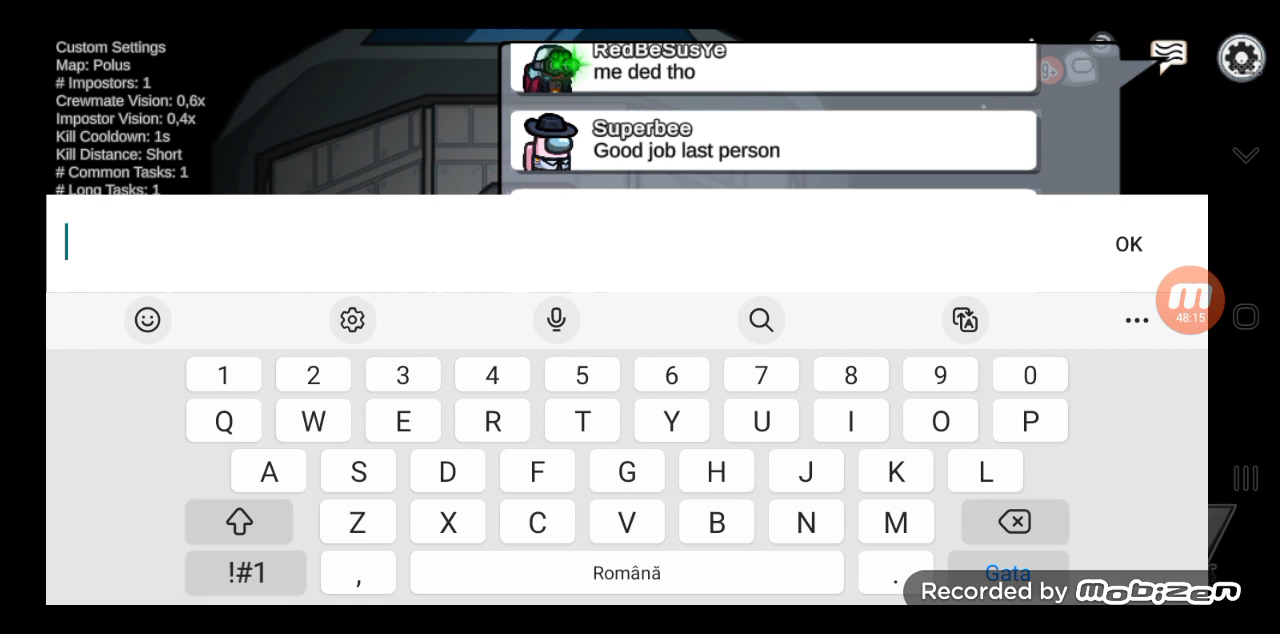 Custom Settings
Map: Polus
# Impostors: 1
Crewmate Vision: 0,6x
Impostor Vision: 0,4x
Kill Cooldown: 1s
Kill Distance: Short
# Common Tasks: 1
# Long Tasks: 1
RedBeSusYe
me ded tho
Superbee
Good job last person
OK
48:15
1 2 3 4 5 6 7 8 9 0
Q W E R T Y U I O P
A S D F G H J K L
Z X C V B N M
!#1 , Română . Gata
Recorded by mobizen